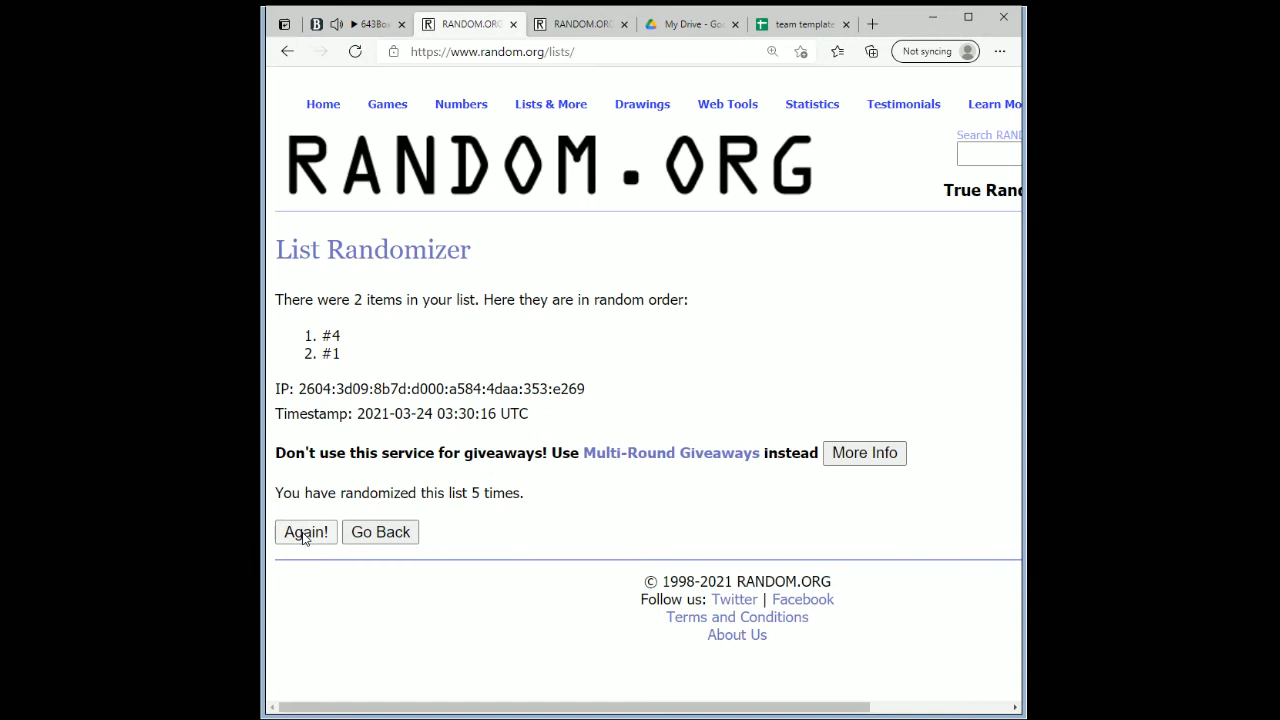 643Box
RANDOM.ORG
RANDOM.ORG
My Drive - Goo
team template
https://www.random.org/lists/
Not syncing
Home Games Numbers Lists & More Drawings Web Tools Statistics Testimonials Learn Mo
RANDOM.ORG
Search RAND
True Rand
List Randomizer
There were 2 items in your list. Here they are in random order:
1. #4
2. #1
IP: 2604:3d09:8b7d:d000:a584:4daa:353:e269
Timestamp: 2021-03-24 03:30:16 UTC
Don't use this service for giveaways! Use Multi-Round Giveaways instead More Info
You have randomized this list 5 times.
Again! Go Back
© 1998-2021 RANDOM.ORG
Follow us: Twitter | Facebook
Terms and Conditions
About Us